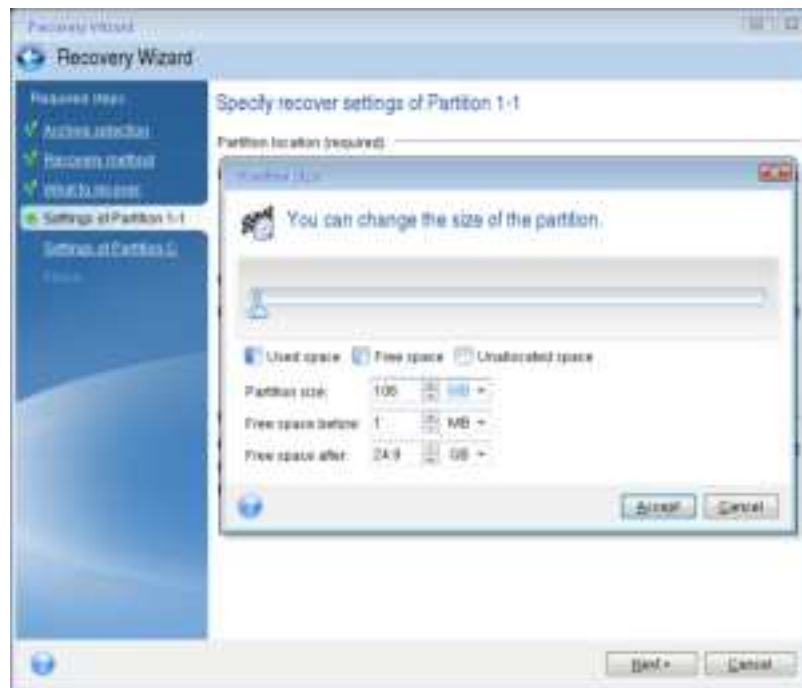 Recovery Wizard
Recovery Wizard
Required steps:
Archive selection
Recovery method
What to recover
Settings of Partition 1-1
Settings of Partition C
Finish
Specify recover settings of Partition 1-1
Partition location (required)
You can change the size of the partition.
Used space Free space Unallocated space
Partition size: 106 MB
Free space before: 1 MB
Free space after: 24.9 GB
Accept Cancel
Next > Cancel